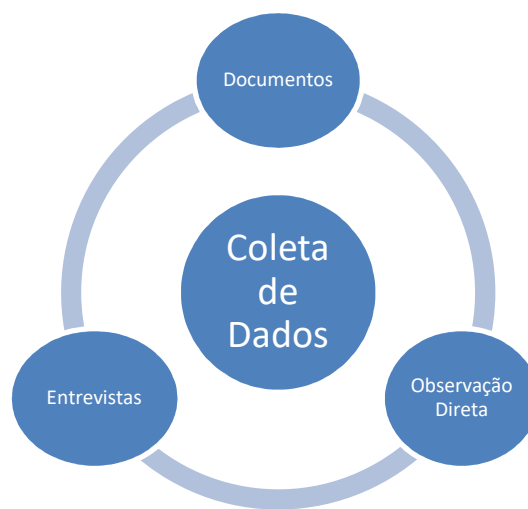 Documentos
Coleta
de
Dados
Entrevistas
Observação
Direta